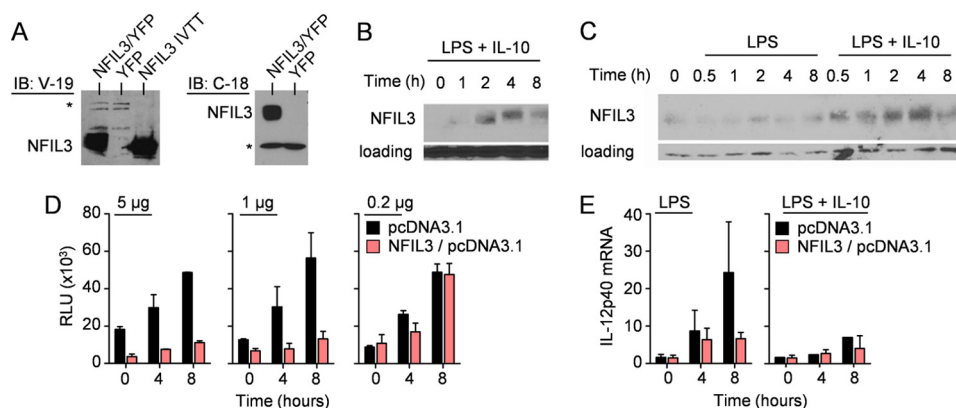 A
NFIL3/YFP
YFP
NFIL3 IVTT
IB: V-19
*
NFIL3
NFIL3/YFP
YFP
IB: C-18
NFIL3
*
B
LPS + IL-10
Time (h) 0 1 2 4 8
NFIL3
loading
C
LPS LPS + IL-10
Time (h) 0 0.5 1 2 4 8 0.5 1 2 4 8
NFIL3
loading
D
5 µg 1 µg 0.2 µg
pcDNA3.1
NFIL3 / pcDNA3.1
RLU (x10³)
80
60
40
20
0
0 4 8 0 4 8 0 4 8
Time (hours)
E
LPS LPS + IL-10
pcDNA3.1
NFIL3 / pcDNA3.1
IL-12p40 mRNA
40
30
20
10
0
0 4 8 0 4 8
Time (hours)